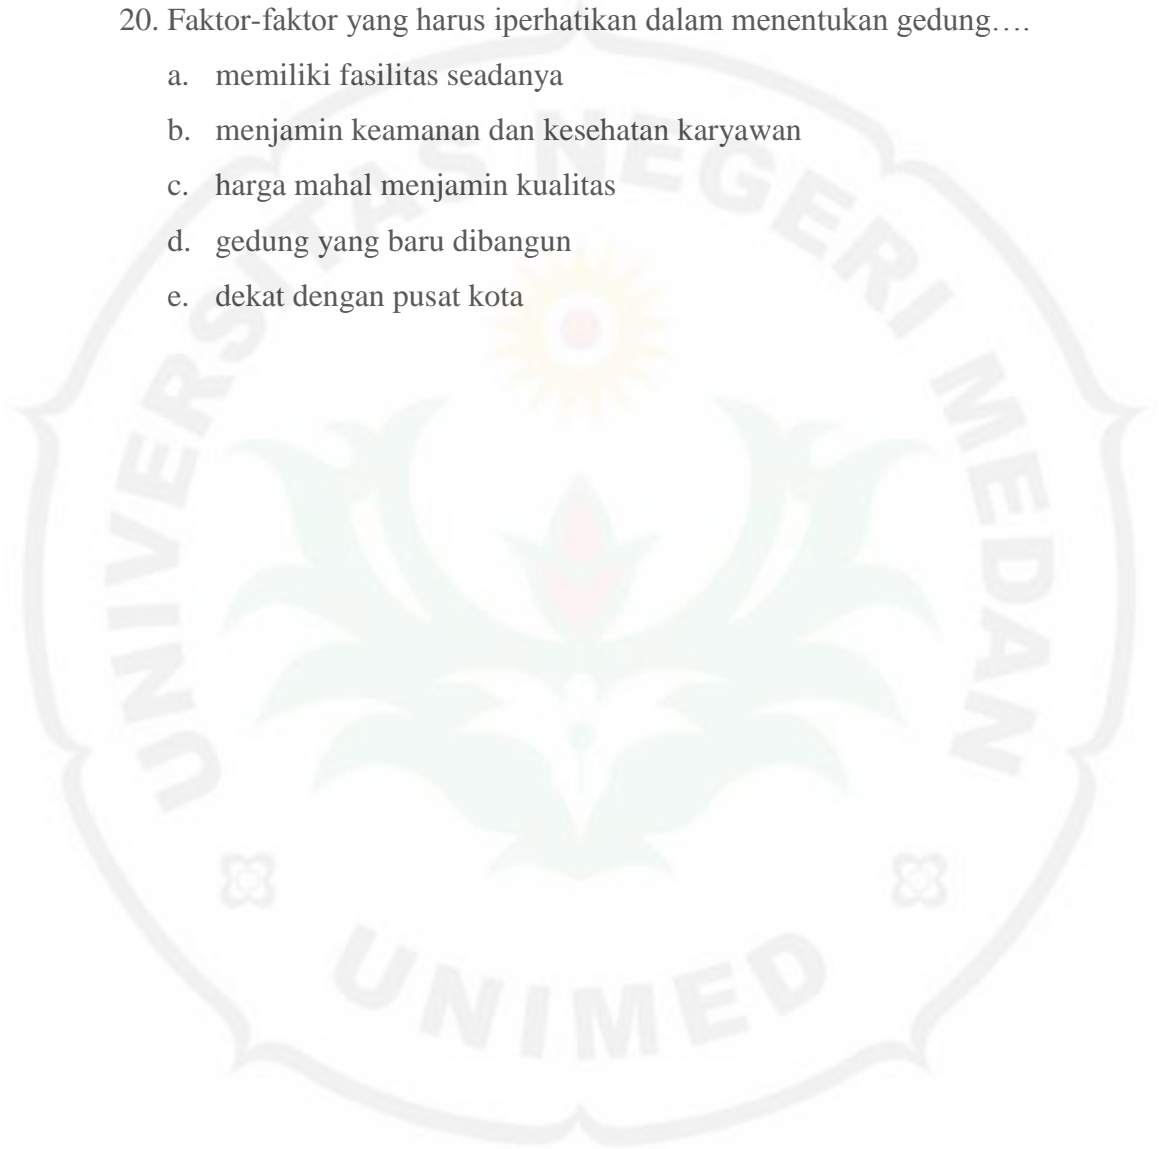 20. Faktor-faktor yang harus iperhatikan dalam menentukan gedung….
a. memiliki fasilitas seadanya
b. menjamin keamanan dan kesehatan karyawan
c. harga mahal menjamin kualitas
d. gedung yang baru dibangun
e. dekat dengan pusat kota
UNIVERSITAS NEGERI MEDAN
UNIMED